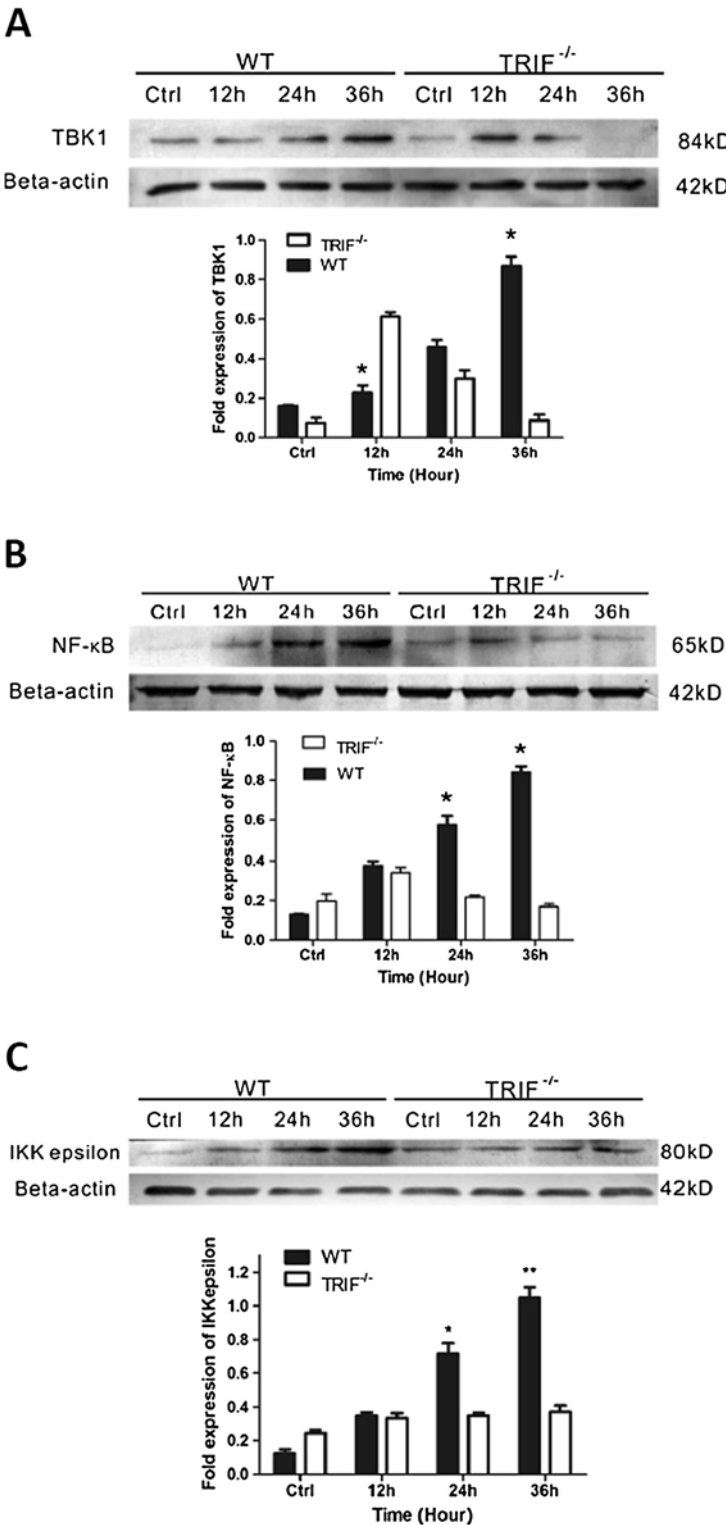 A
WT TRIF-/-
Ctrl 12h 24h 36h Ctrl 12h 24h 36h
TBK1 84kD
Beta-actin 42kD
Fold expression of TBK1
1.0
0.8
0.6
0.4
0.2
0.0
TRIF-/-
WT
*
*
Ctrl 12h 24h 36h
Time (Hour)
B
WT TRIF-/-
Ctrl 12h 24h 36h Ctrl 12h 24h 36h
NF-κB 65kD
Beta-actin 42kD
Fold expression of NF-κB
1.0
0.8
0.6
0.4
0.2
0.0
TRIF-/-
WT
*
*
Ctrl 12h 24h 36h
Time (Hour)
C
WT TRIF-/-
Ctrl 12h 24h 36h Ctrl 12h 24h 36h
IKK epsilon 80kD
Beta-actin 42kD
Fold expression of IKKepsilon
1.2
1.0
0.8
0.6
0.4
0.2
0.0
WT
TRIF-/-
*
**
Ctrl 12h 24h 36h
Time (Hour)